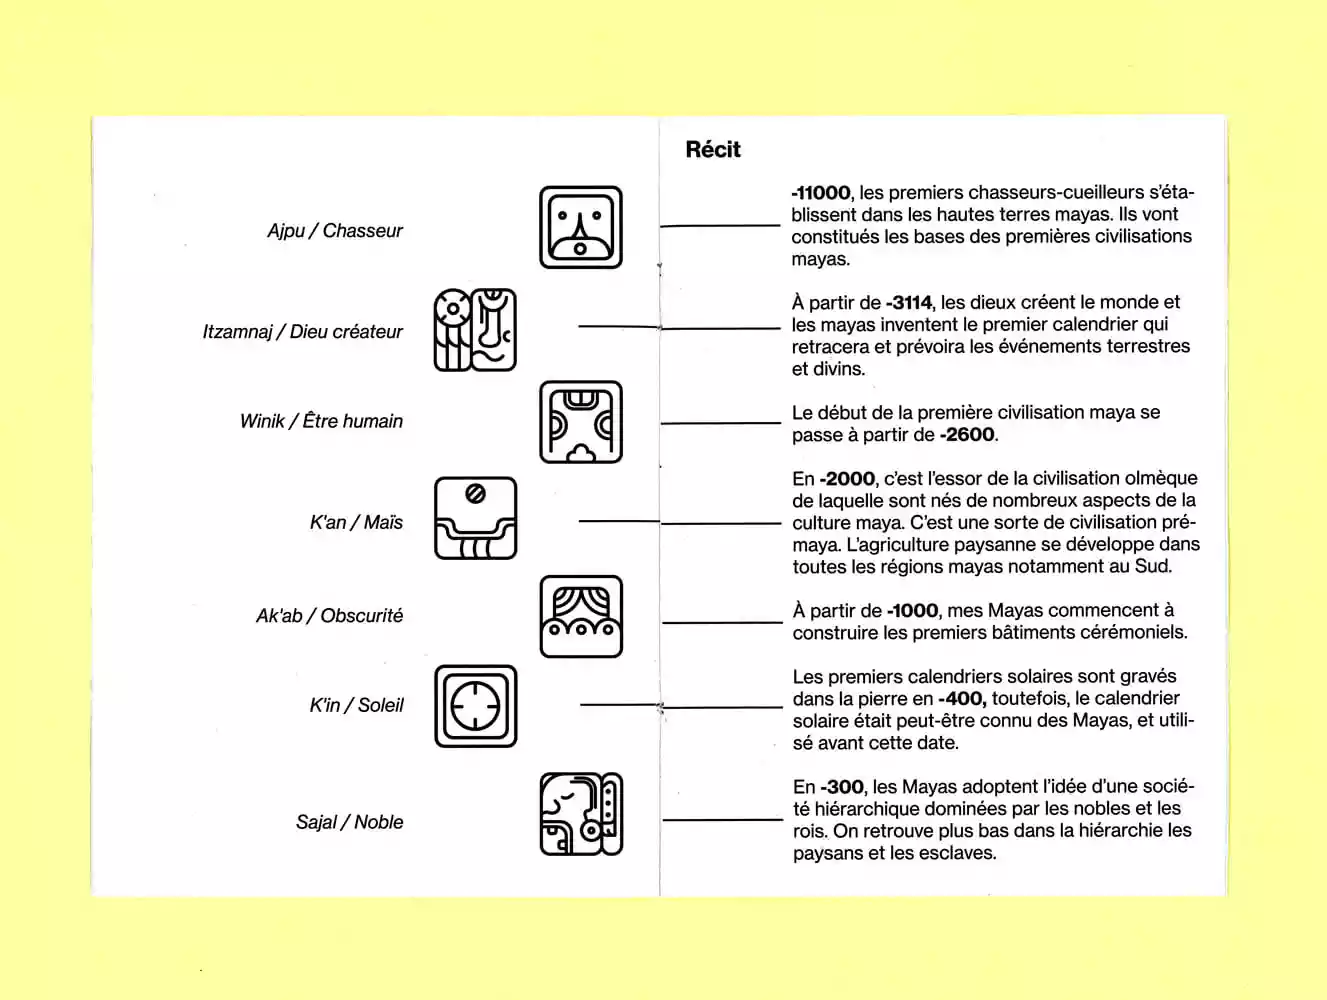 Récit
Ajpu / Chasseur
-11000, les premiers chasseurs-cueilleurs s'éta-
blissent dans les hautes terres mayas. Ils vont
constitués les bases des premières civilisations
mayas.
Itzamnaj / Dieu créateur
À partir de -3114, les dieux créent le monde et
les mayas inventent le premier calendrier qui
retracera et prévoira les événements terrestres
et divins.
Winik / Être humain
Le début de la première civilisation maya se
passe à partir de -2600.
K'an / Maïs
En -2000, c'est l'essor de la civilisation olmèque
de laquelle sont nés de nombreux aspects de la
culture maya. C'est une sorte de civilisation pré-
maya. L'agriculture paysanne se développe dans
toutes les régions mayas notamment au Sud.
Ak'ab / Obscurité
À partir de -1000, mes Mayas commencent à
construire les premiers bâtiments cérémoniels.
K'in / Soleil
Les premiers calendriers solaires sont gravés
dans la pierre en -400, toutefois, le calendrier
solaire était peut-être connu des Mayas, et utili-
sé avant cette date.
Sajal / Noble
En -300, les Mayas adoptent l'idée d'une socié-
té hiérarchique dominées par les nobles et les
rois. On retrouve plus bas dans la hiérarchie les
paysans et les esclaves.